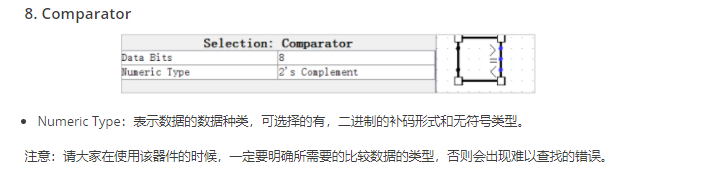 8. Comparator
Selection: Comparator
Data Bits 8
Numeric Type 2's Complement
> = <
• Numeric Type：表示数据的数据种类，可选择的有，二进制的补码形式和无符号类型。
注意：请大家在使用该器件的时候，一定要明确所需要的比较数据的类型，否则会出现难以查找的错误。